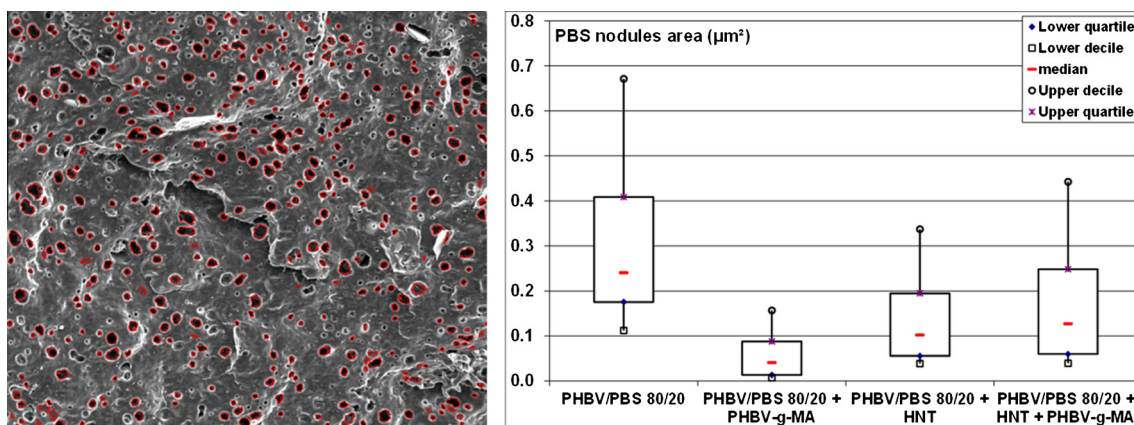 PBS nodules area (µm²)
0.8
0.7
0.6
0.5
0.4
0.3
0.2
0.1
0.0
Lower quartile
Lower decile
median
Upper decile
Upper quartile
PHBV/PBS 80/20
PHBV/PBS 80/20 +
PHBV-g-MA
PHBV/PBS 80/20 +
HNT
PHBV/PBS 80/20 +
HNT + PHBV-g-MA